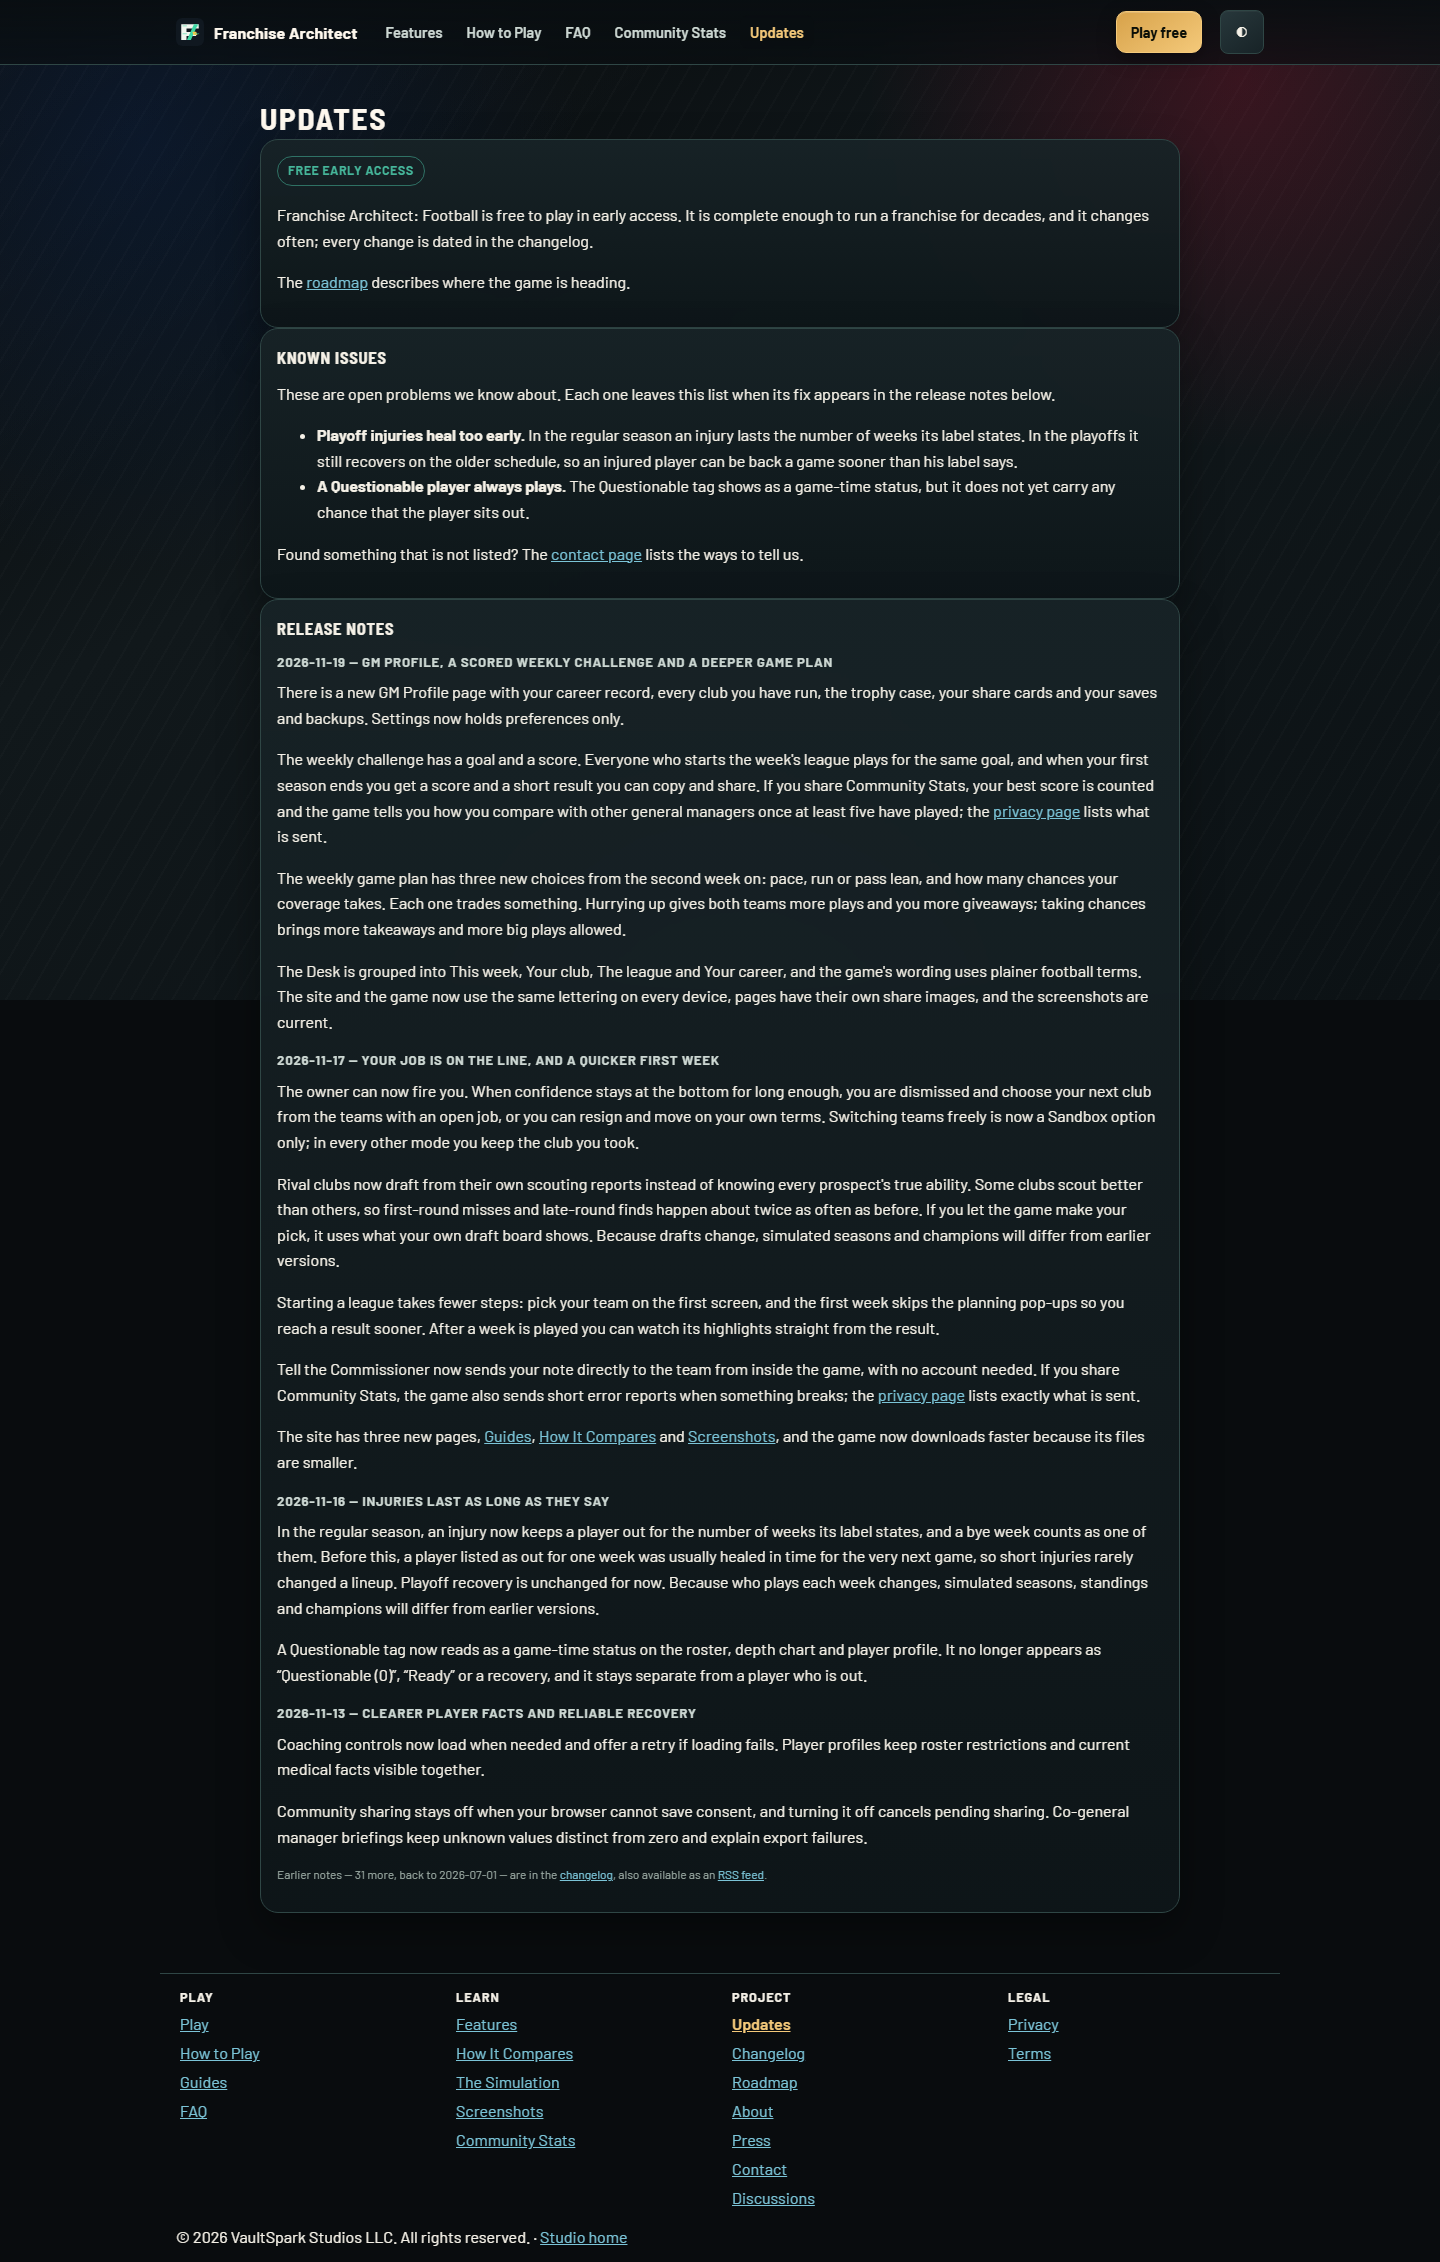 Franchise Architect Features How to Play FAQ Community Stats Updates Play free
UPDATES
FREE EARLY ACCESS
Franchise Architect: Football is free to play in early access. It is complete enough to run a franchise for decades, and it changes
often; every change is dated in the changelog.
The roadmap describes where the game is heading.
KNOWN ISSUES
These are open problems we know about. Each one leaves this list when its fix appears in the release notes below.
• Playoff injuries heal too early. In the regular season an injury lasts the number of weeks its label states. In the playoffs it
still recovers on the older schedule, so an injured player can be back a game sooner than his label says.
• A Questionable player always plays. The Questionable tag shows as a game-time status, but it does not yet carry any
chance that the player sits out.
Found something that is not listed? The contact page lists the ways to tell us.
RELEASE NOTES
2026-11-19 — GM PROFILE, A SCORED WEEKLY CHALLENGE AND A DEEPER GAME PLAN
There is a new GM Profile page with your career record, every club you have run, the trophy case, your share cards and your saves
and backups. Settings now holds preferences only.
The weekly challenge has a goal and a score. Everyone who starts the week's league plays for the same goal, and when your first
season ends you get a score and a short result you can copy and share. If you share Community Stats, your best score is counted
and the game tells you how you compare with other general managers once at least five have played; the privacy page lists what
is sent.
The weekly game plan has three new choices from the second week on: pace, run or pass lean, and how many chances your
coverage takes. Each one trades something. Hurrying up gives both teams more plays and you more giveaways; taking chances
brings more takeaways and more big plays allowed.
The Desk is grouped into This week, Your club, The league and Your career, and the game's wording uses plainer football terms.
The site and the game now use the same lettering on every device, pages have their own share images, and the screenshots are
current.
2026-11-17 — YOUR JOB IS ON THE LINE, AND A QUICKER FIRST WEEK
The owner can now fire you. When confidence stays at the bottom for long enough, you are dismissed and choose your next club
from the teams with an open job, or you can resign and move on your own terms. Switching teams freely is now a Sandbox option
only; in every other mode you keep the club you took.
Rival clubs now draft from their own scouting reports instead of knowing every prospect's true ability. Some clubs scout better
than others, so first-round misses and late-round finds happen about twice as often as before. If you let the game make your
pick, it uses what your own draft board shows. Because drafts change, simulated seasons and champions will differ from earlier
versions.
Starting a league takes fewer steps: pick your team on the first screen, and the first week skips the planning pop-ups so you
reach a result sooner. After a week is played you can watch its highlights straight from the result.
Tell the Commissioner now sends your note directly to the team from inside the game, with no account needed. If you share
Community Stats, the game also sends short error reports when something breaks; the privacy page lists exactly what is sent.
The site has three new pages, Guides, How It Compares and Screenshots, and the game now downloads faster because its files
are smaller.
2026-11-16 — INJURIES LAST AS LONG AS THEY SAY
In the regular season, an injury now keeps a player out for the number of weeks its label states, and a bye week counts as one of
them. Before this, a player listed as out for one week was usually healed in time for the very next game, so short injuries rarely
changed a lineup. Playoff recovery is unchanged for now. Because who plays each week changes, simulated seasons, standings
and champions will differ from earlier versions.
A Questionable tag now reads as a game-time status on the roster, depth chart and player profile. It no longer appears as
“Questionable (0)”, “Ready” or a recovery, and it stays separate from a player who is out.
2026-11-13 — CLEARER PLAYER FACTS AND RELIABLE RECOVERY
Coaching controls now load when needed and offer a retry if loading fails. Player profiles keep roster restrictions and current
medical facts visible together.
Community sharing stays off when your browser cannot save consent, and turning it off cancels pending sharing. Co-general
manager briefings keep unknown values distinct from zero and explain export failures.
Earlier notes — 31 more, back to 2026-07-01 — are in the changelog, also available as an RSS feed.
PLAY
Play
How to Play
Guides
FAQ
LEARN
Features
How It Compares
The Simulation
Screenshots
Community Stats
PROJECT
Updates
Changelog
Roadmap
About
Press
Contact
Discussions
LEGAL
Privacy
Terms
© 2026 VaultSpark Studios LLC. All rights reserved. · Studio home